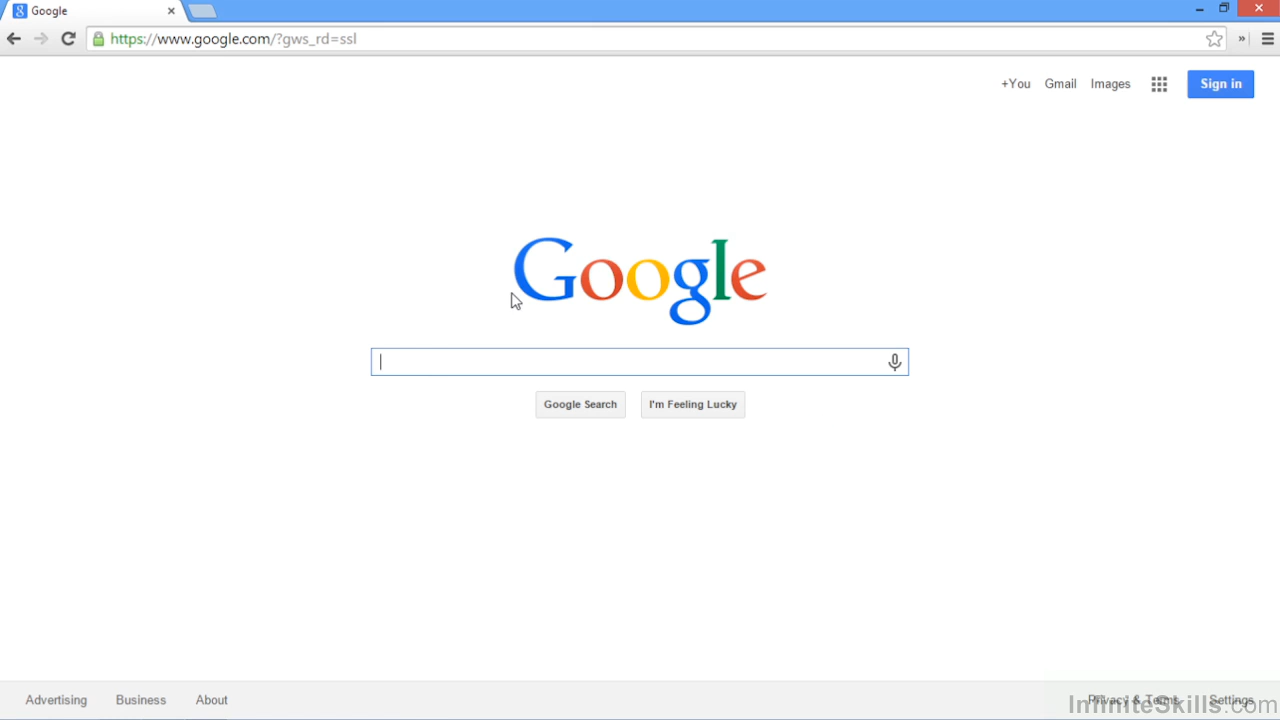 Google
https://www.google.com/?gws_rd=ssl
+You Gmail Images Sign in
Google
Google Search I'm Feeling Lucky
Advertising Business About Privacy & Terms Settings
InfiniteSkills.com